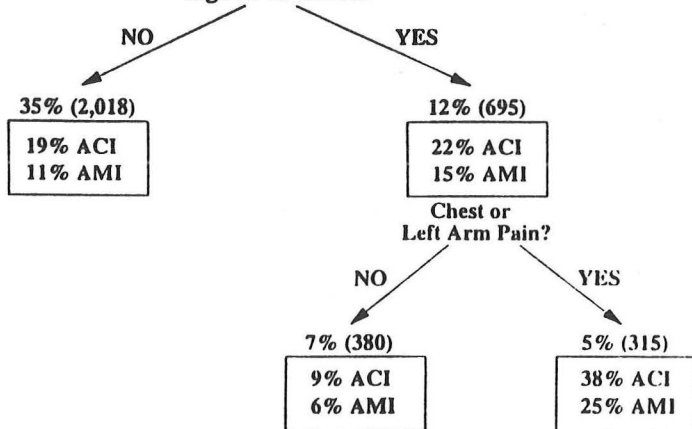 NO
YES
35% (2,018)
12% (695)
19% ACI
11% AMI
22% ACI
15% AMI
Chest or
Left Arm Pain?
NO
YES
7% (380)
5% (315)
9% ACI
6% AMI
38% ACI
25% AMI